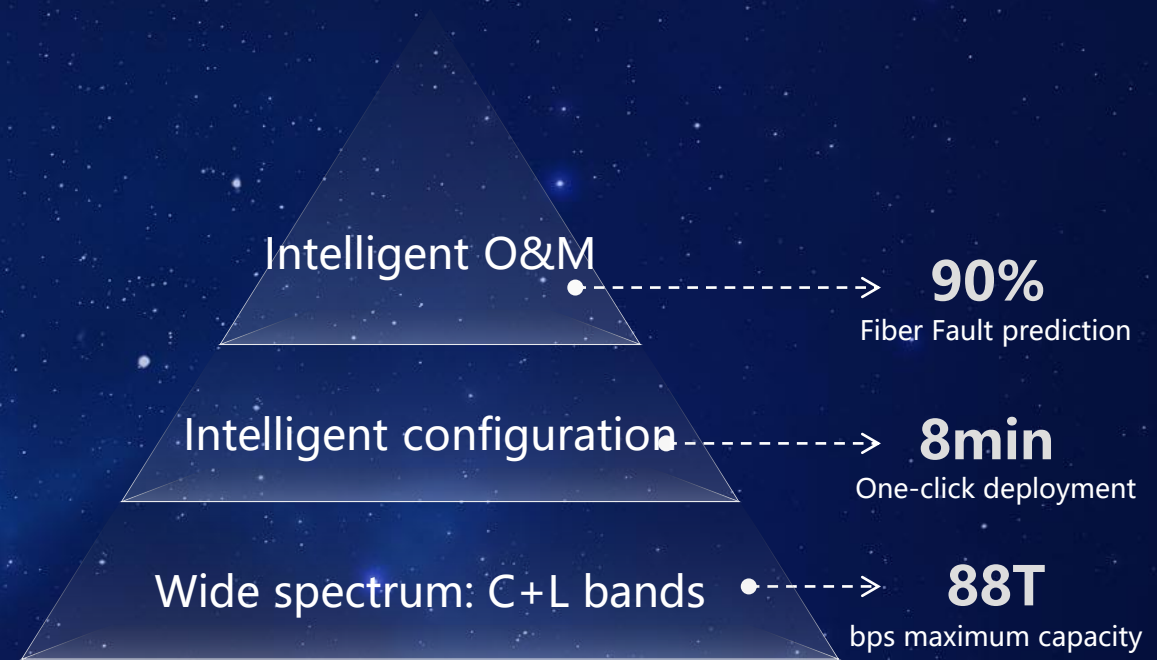 Intelligent O&M
90%
Fiber Fault prediction
Intelligent configuration
8min
One-click deployment
Wide spectrum: C+L bands
88T
bps maximum capacity